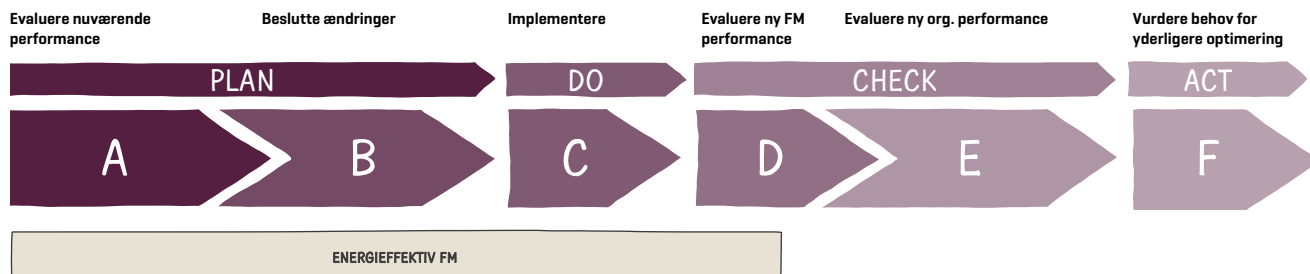 Evaluere nuværende
performance
Beslutte ændringer
Implementere
Evaluere ny FM
performance
Evaluere ny org. performance
Vurdere behov for
yderligere optimering
PLAN
DO
CHECK
ACT
A
B
C
D
E
F
ENERGIEFFEKTIV FM